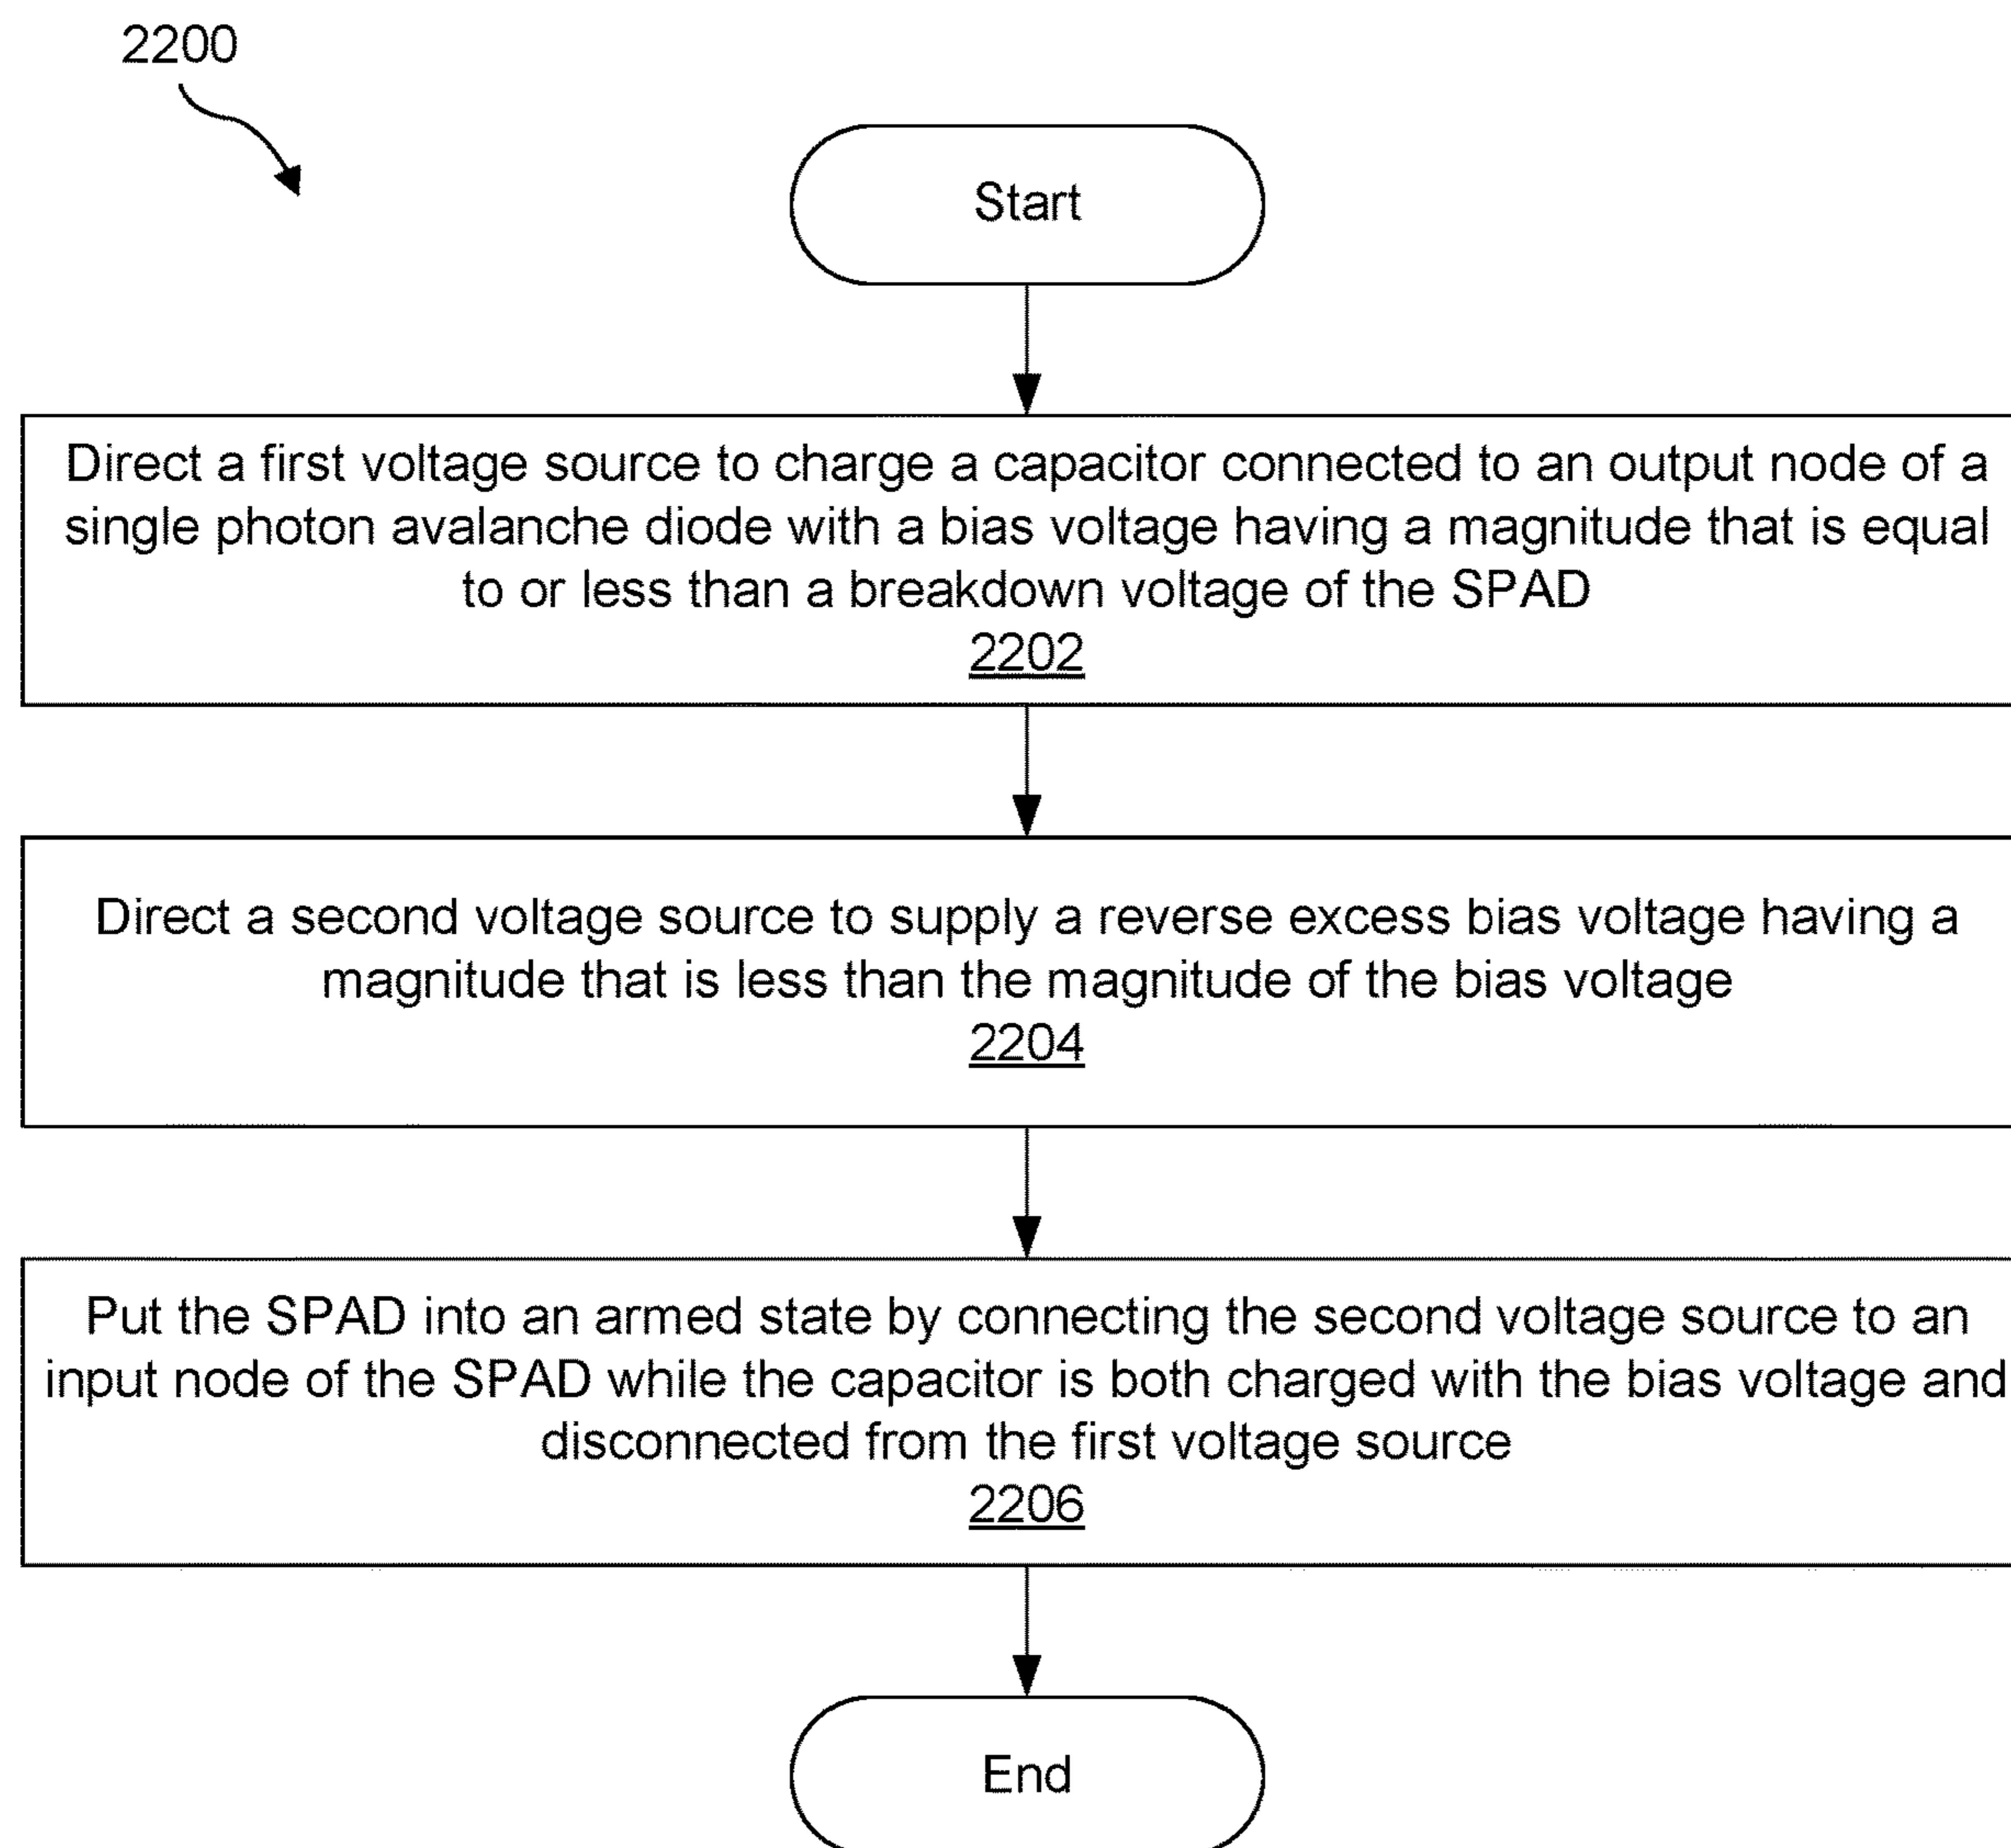 2200
Start
Direct a first voltage source to charge a capacitor connected to an output node of a
single photon avalanche diode with a bias voltage having a magnitude that is equal
to or less than a breakdown voltage of the SPAD
2202
Direct a second voltage source to supply a reverse excess bias voltage having a
magnitude that is less than the magnitude of the bias voltage
2204
Put the SPAD into an armed state by connecting the second voltage source to an
input node of the SPAD while the capacitor is both charged with the bias voltage and
disconnected from the first voltage source
2206
End